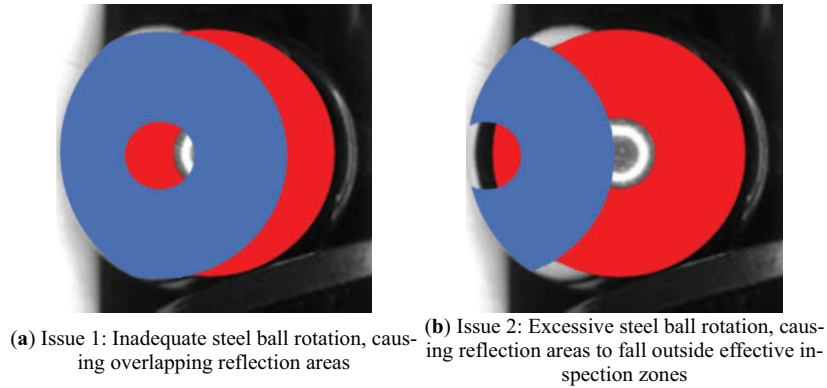 (a) Issue 1: Inadequate steel ball rotation, caus-
ing overlapping reflection areas
(b) Issue 2: Excessive steel ball rotation, caus-
ing reflection areas to fall outside effective in-
spection zones